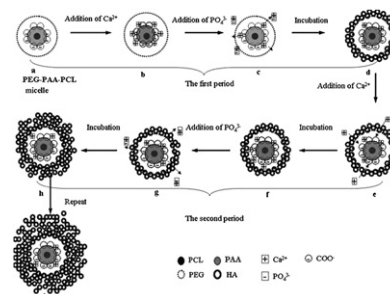 Addition of Ca²⁺
Addition of PO₄³⁻
Incubation
a
b
c
d
PEG-PAA-PCL
micelle
The first period
Addition of Ca²⁺
Incubation
Addition of PO₄³⁻
Incubation
h
g
f
e
Repeat
The second period
PCL
PAA
Ca²⁺
COO⁻
PEG
HA
PO₄³⁻